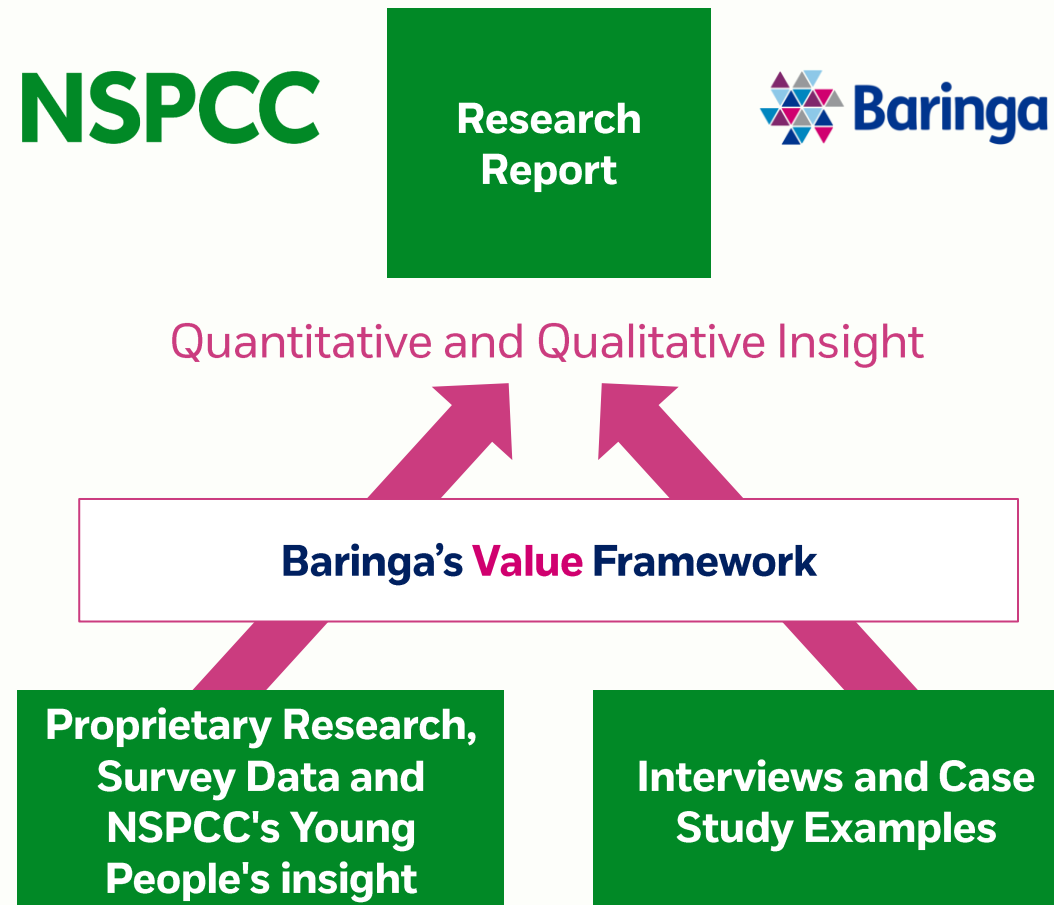 NSPCC
Research
Report
Baringa
Quantitative and Qualitative Insight
Baringa’s Value Framework
Proprietary Research,
Survey Data and
NSPCC's Young
People's insight
Interviews and Case
Study Examples